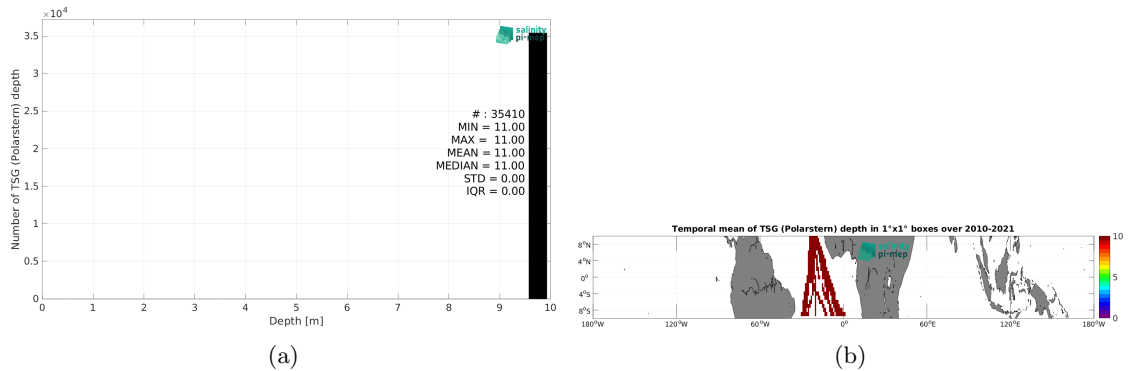 ×10⁴
3.5
3
2.5
2
1.5
1
0.5
0
Number of TSG (Polarstern) depth
salinity
pi-mep
# : 35410
MIN = 11.00
MAX = 11.00
MEAN = 11.00
MEDIAN = 11.00
STD = 0.00
IQR = 0.00
0 1 2 3 4 5 6 7 8 9 10
Depth [m]
(a)
Temporal mean of TSG (Polarstern) depth in 1°x1° boxes over 2010-2021
salinity
pi-mep
8°N
4°N
0°
4°S
8°S
180°W 120°W 60°W 0° 60°E 120°E 180°W
10
5
0
(b)